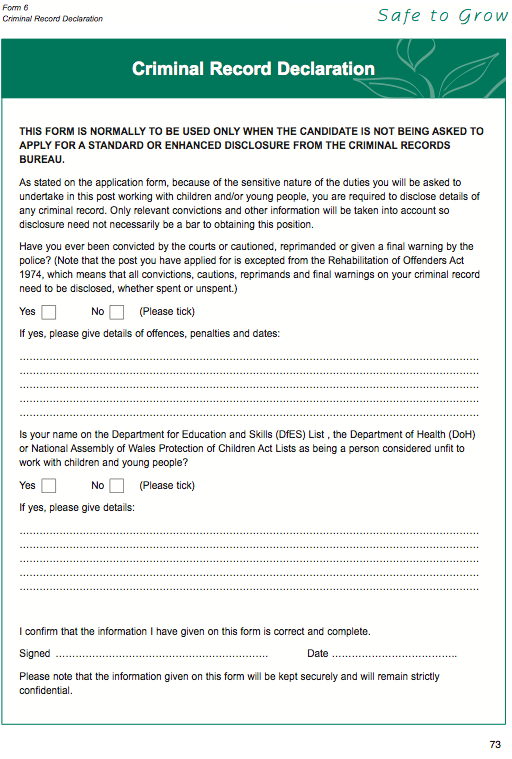 Form 6
Criminal Record Declaration
Safe to Grow
Criminal Record Declaration
THIS FORM IS NORMALLY TO BE USED ONLY WHEN THE CANDIDATE IS NOT BEING ASKED TO
APPLY FOR A STANDARD OR ENHANCED DISCLOSURE FROM THE CRIMINAL RECORDS
BUREAU.
As stated on the application form, because of the sensitive nature of the duties you will be asked to
undertake in this post working with children and/or young people, you are required to disclose details of
any criminal record. Only relevant convictions and other information will be taken into account so
disclosure need not necessarily be a bar to obtaining this position.
Have you ever been convicted by the courts or cautioned, reprimanded or given a final warning by the
police? (Note that the post you have applied for is excepted from the Rehabilitation of Offenders Act
1974, which means that all convictions, cautions, reprimands and final warnings on your criminal record
need to be disclosed, whether spent or unspent.)
Yes No (Please tick)
If yes, please give details of offences, penalties and dates:
Is your name on the Department for Education and Skills (DfES) List , the Department of Health (DoH)
or National Assembly of Wales Protection of Children Act Lists as being a person considered unfit to
work with children and young people?
Yes No (Please tick)
If yes, please give details:
I confirm that the information I have given on this form is correct and complete.
Signed ................................................................ Date ......................................
Please note that the information given on this form will be kept securely and will remain strictly
confidential.
73